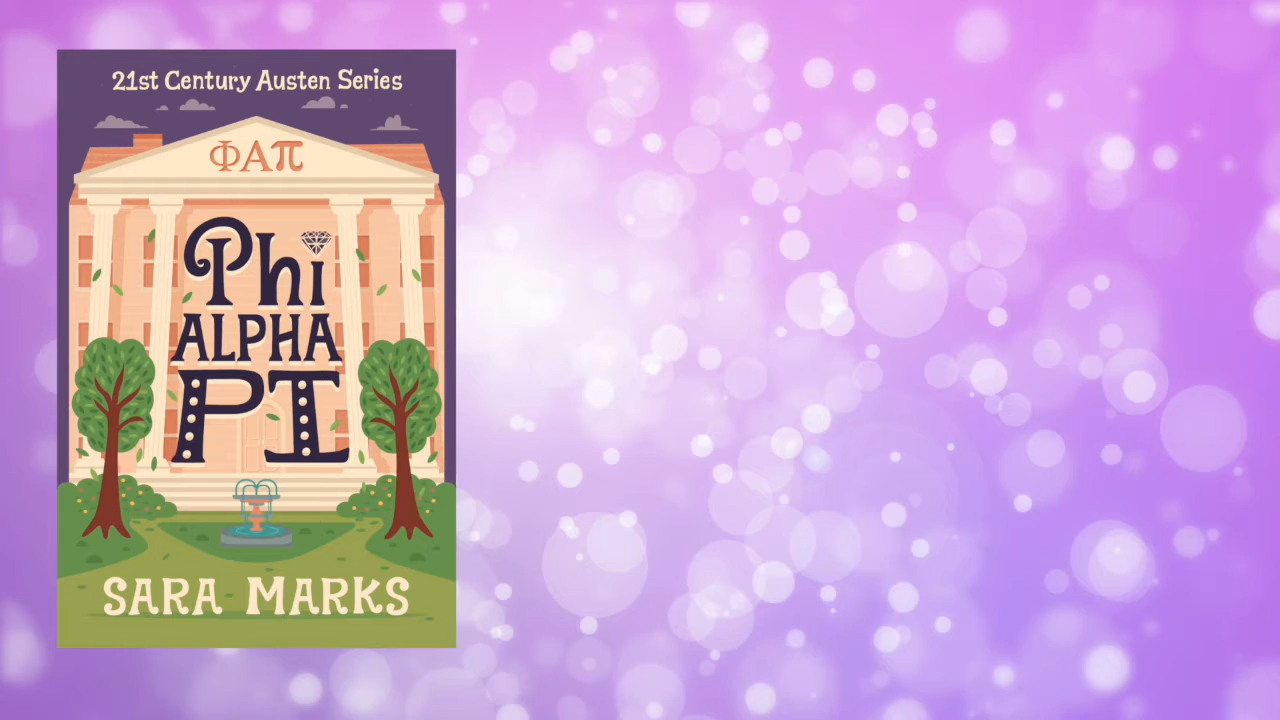 21st Century Austen Series
ΦΑπ
Phi
ALPHA
PI
SARA MARKS